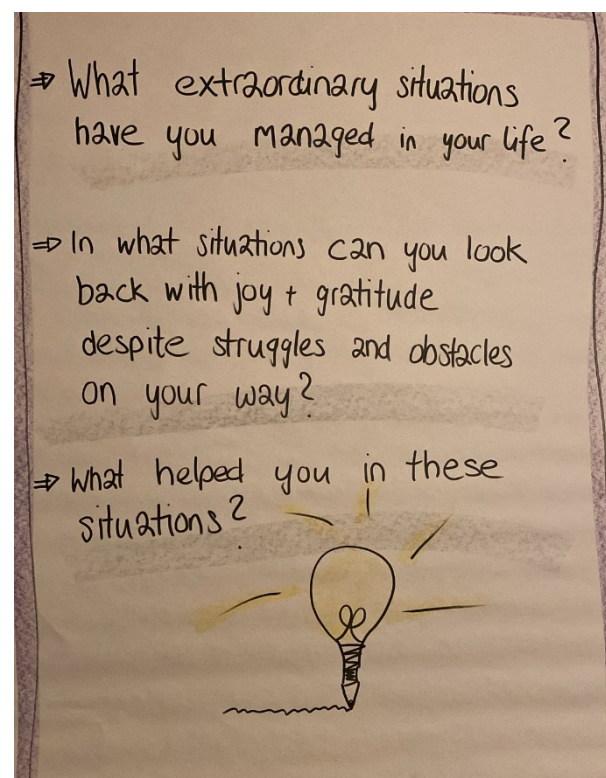 ⇒ What extraordinary situations
have you managed in your life?
⇒ In what situations can you look
back with joy + gratitude
despite struggles and obstacles
on your way?
⇒ What helped you in these
situations?